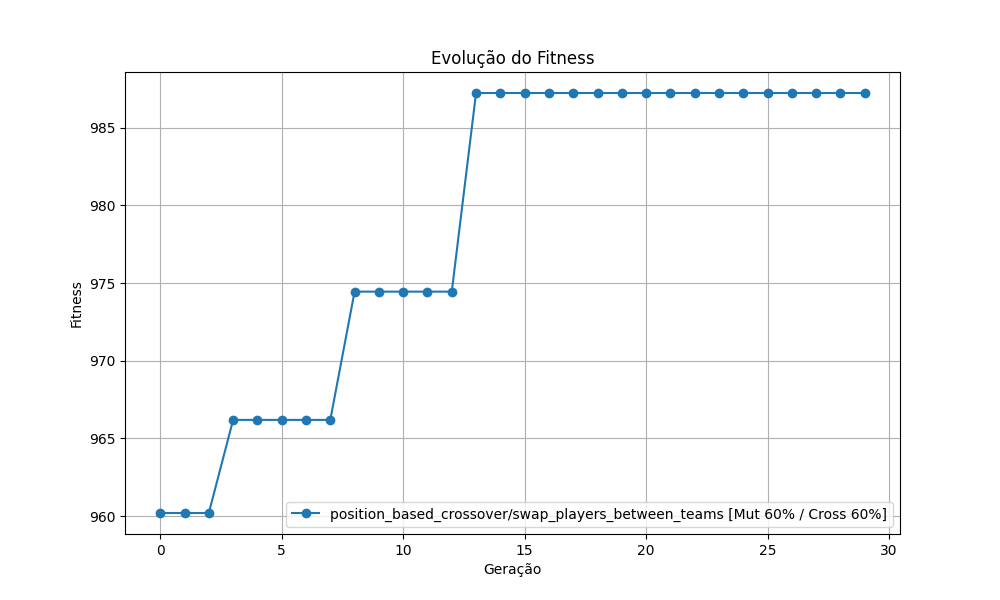 Evolução do Fitness
Fitness
985
980
975
970
965
960
position_based_crossover/swap_players_between_teams [Mut 60% / Cross 60%]
0 5 10 15 20 25 30
Geração